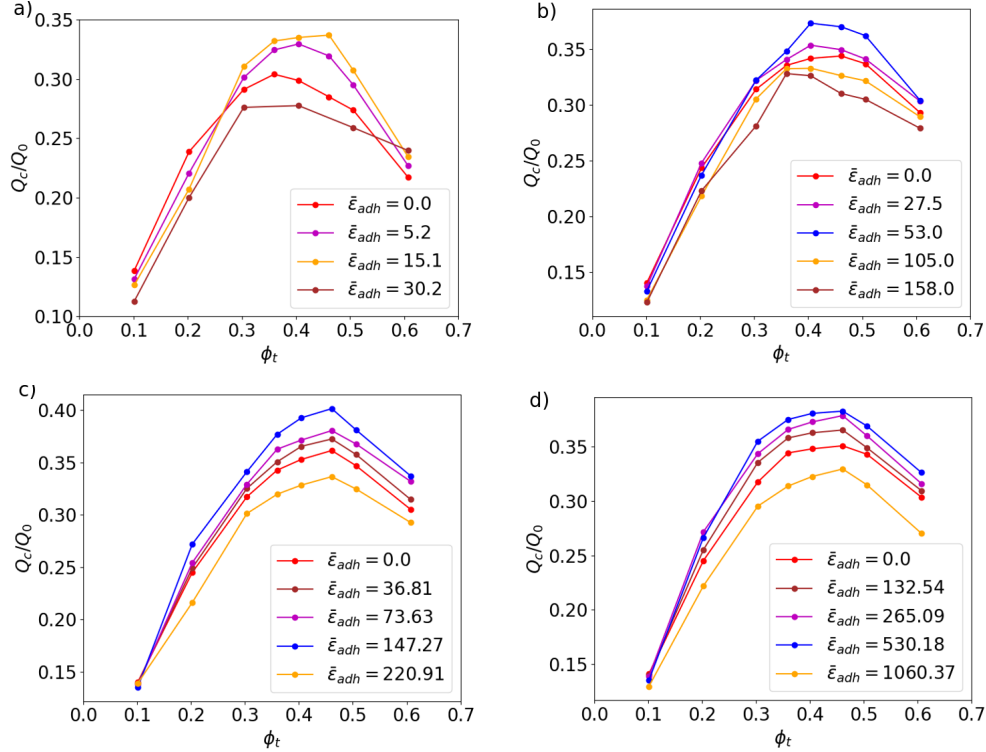 a)
0.35
0.30
0.25
0.20
0.15
0.10
Q_c/Q_0
0.0 0.1 0.2 0.3 0.4 0.5 0.6 0.7
ϕ_t
ε̄_adh = 0.0
ε̄_adh = 5.2
ε̄_adh = 15.1
ε̄_adh = 30.2
b)
0.35
0.30
0.25
0.20
0.15
Q_c/Q_0
0.0 0.1 0.2 0.3 0.4 0.5 0.6 0.7
ϕ_t
ε̄_adh = 0.0
ε̄_adh = 27.5
ε̄_adh = 53.0
ε̄_adh = 105.0
ε̄_adh = 158.0
c)
0.40
0.35
0.30
0.25
0.20
0.15
Q_c/Q_0
0.0 0.1 0.2 0.3 0.4 0.5 0.6 0.7
ϕ_t
ε̄_adh = 0.0
ε̄_adh = 36.81
ε̄_adh = 73.63
ε̄_adh = 147.27
ε̄_adh = 220.91
d)
0.35
0.30
0.25
0.20
0.15
Q_c/Q_0
0.0 0.1 0.2 0.3 0.4 0.5 0.6 0.7
ϕ_t
ε̄_adh = 0.0
ε̄_adh = 132.54
ε̄_adh = 265.09
ε̄_adh = 530.18
ε̄_adh = 1060.37